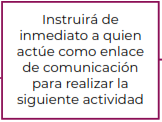 Instruirá de
inmediato a quien
actúe como enlace
de comunicación
para realizar la
siguiente actividad